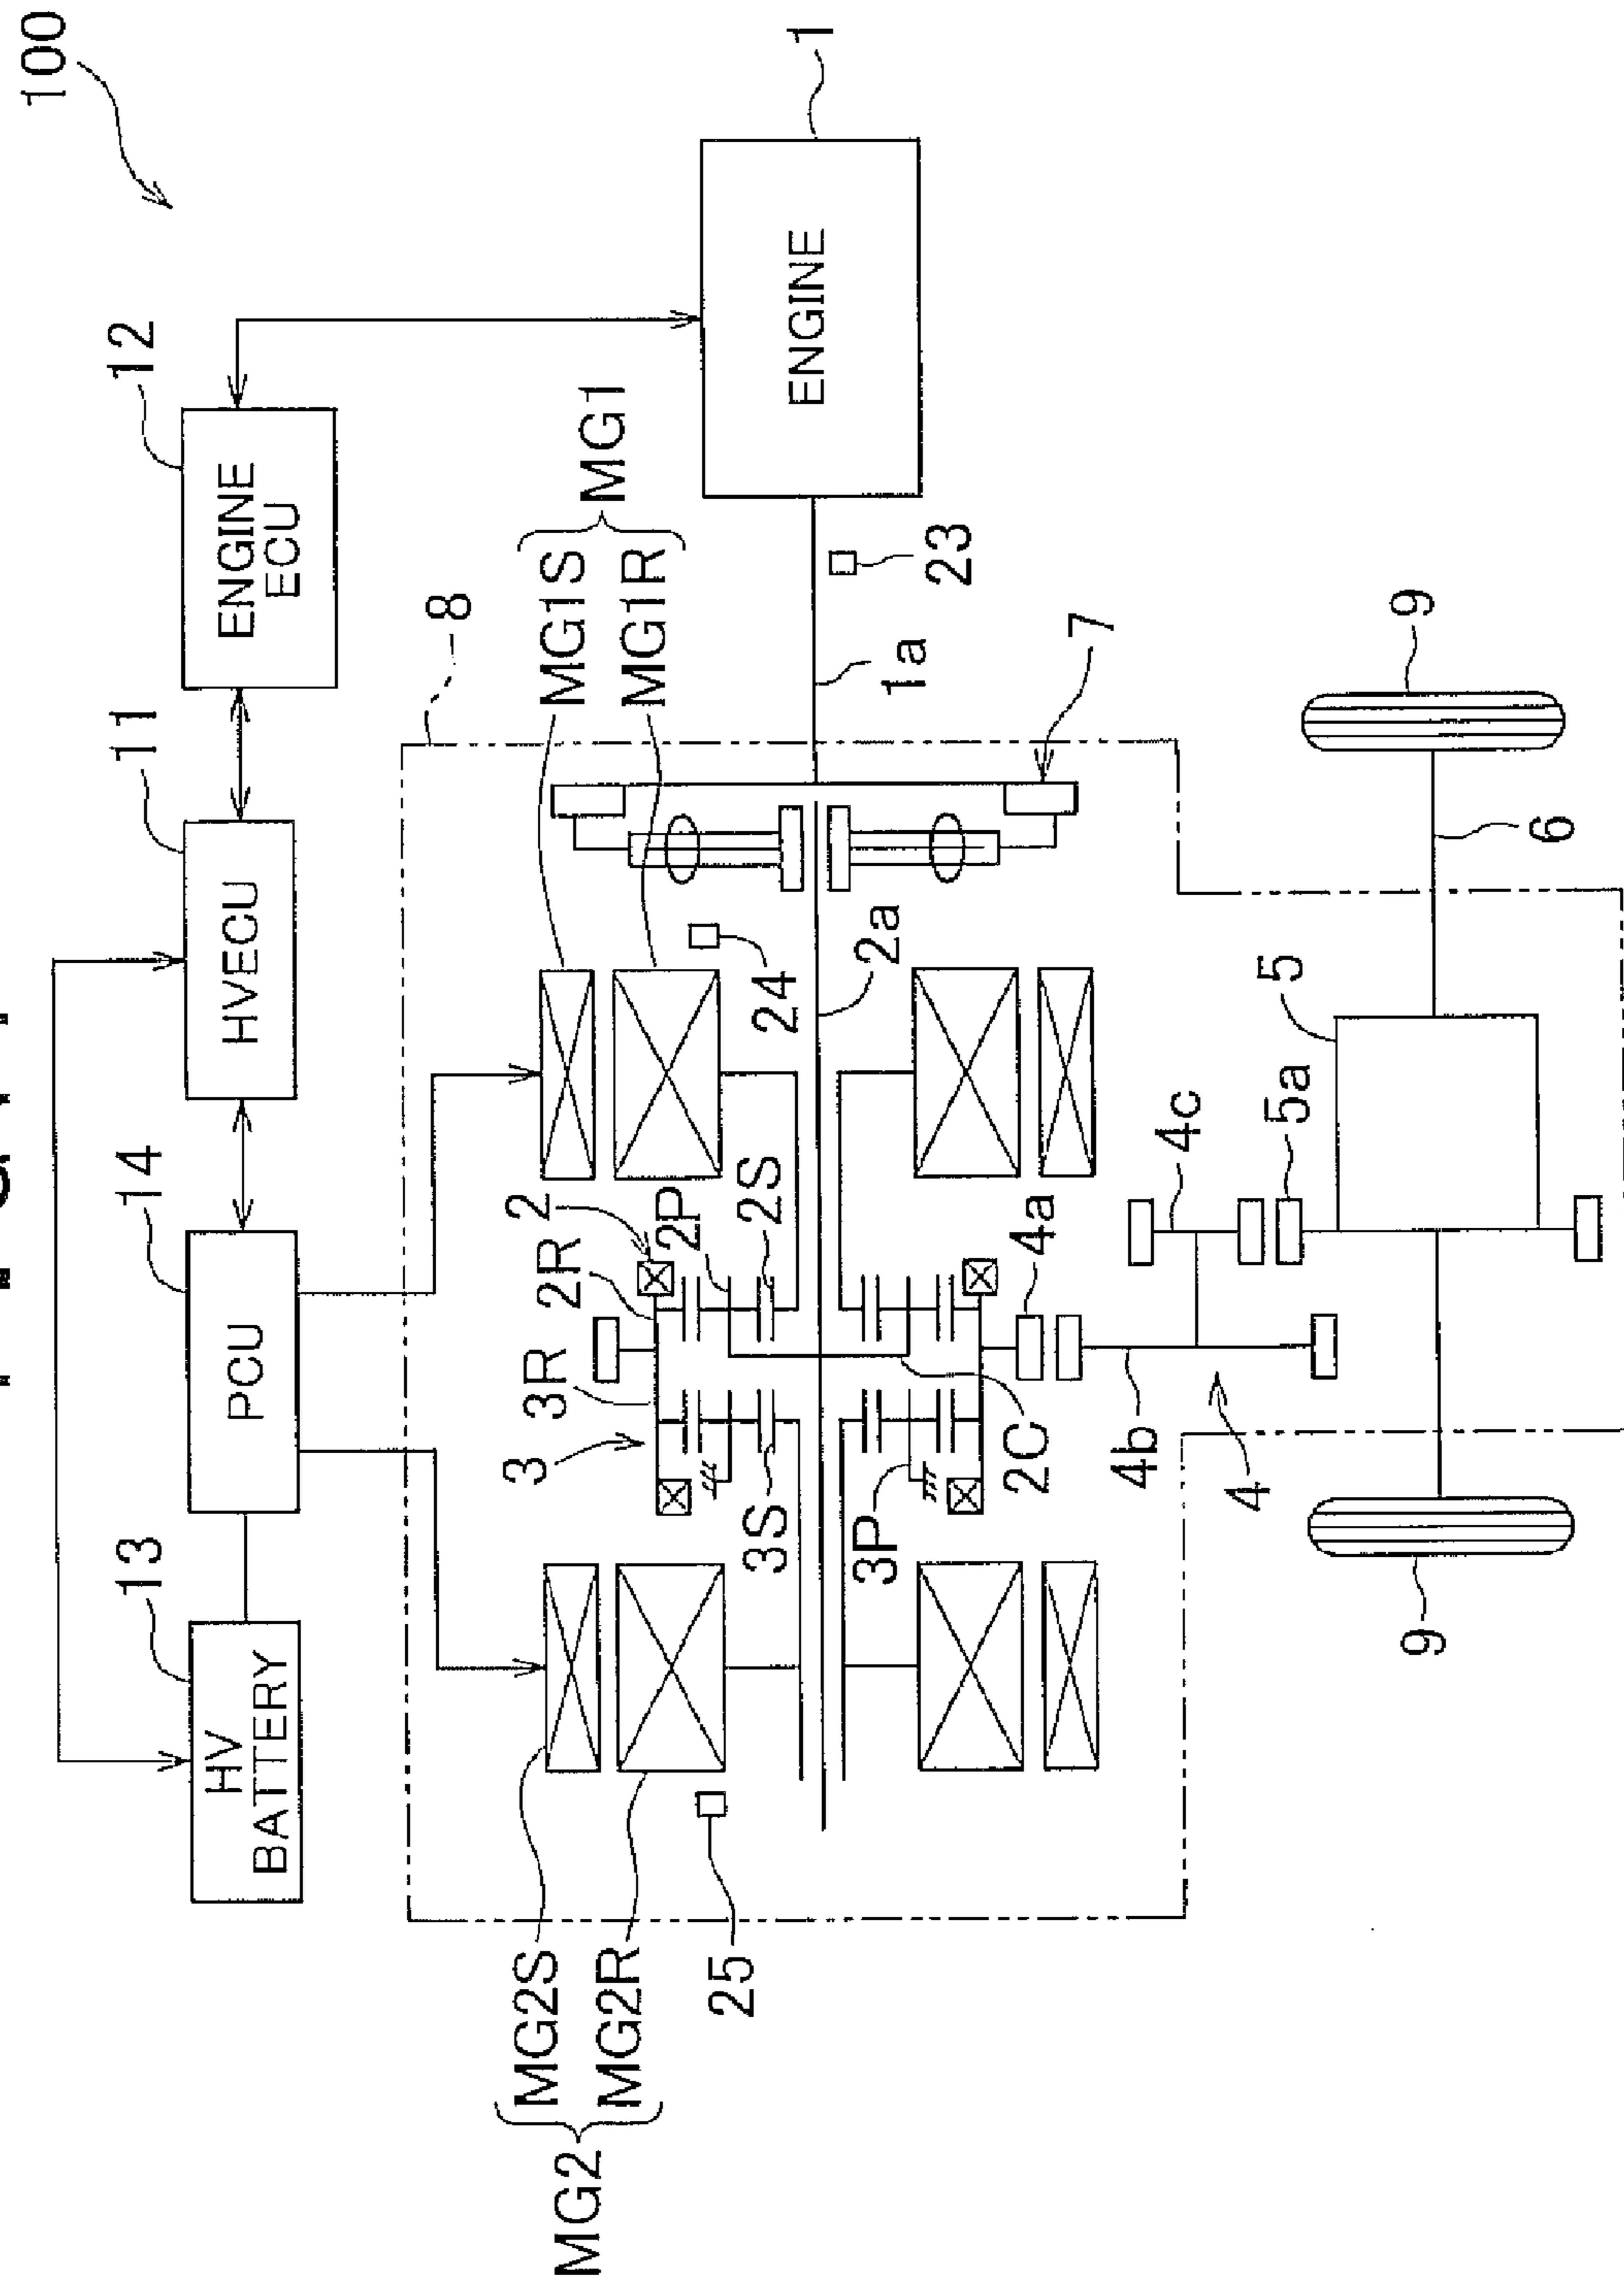 100
13
14
11
12
HV
BATTERY
PCU
HVECU
ENGINE
ECU
8
MG2
MG2S
MG2R
MG1S
MG1R
MG1
1
ENGINE
25
3
3R
2R
2
2P
2S
3S
24
2a
23
1a
7
3P
2C
4a
4b
4
4c
5a
5
6
9
9